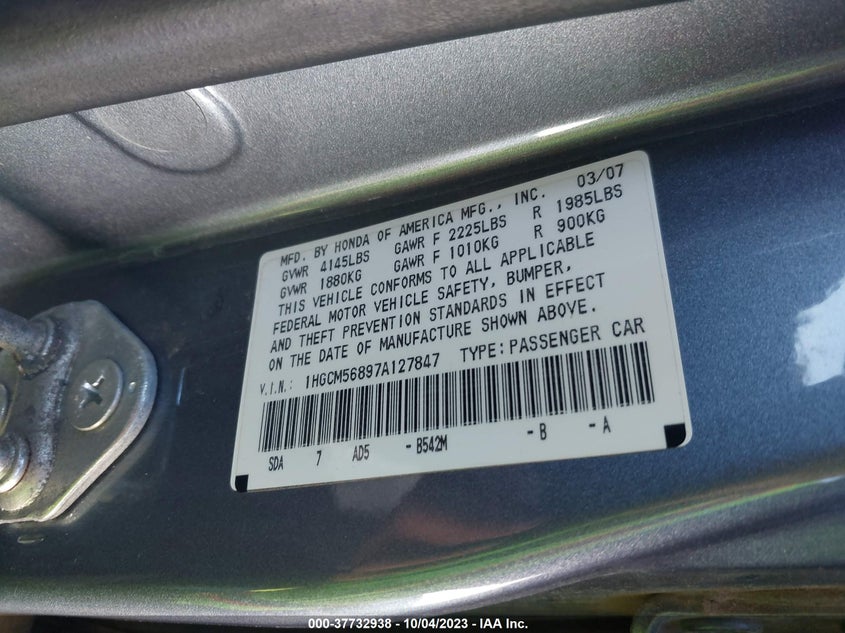 MFD. BY HONDA OF AMERICA MFG., INC. 03/07
GVWR 4145LBS GAWR F 2225LBS R 1985LBS
GVWR 1880KG GAWR F 1010KG R 900KG
THIS VEHICLE CONFORMS TO ALL APPLICABLE
FEDERAL MOTOR VEHICLE SAFETY, BUMPER,
AND THEFT PREVENTION STANDARDS IN EFFECT
ON THE DATE OF MANUFACTURE SHOWN ABOVE.
V.I.N.: 1HGCM56897A127847 TYPE:PASSENGER CAR
SDA 7 AD5 -B542M -B -A
000-37732938 - 10/04/2023 - IAA Inc.